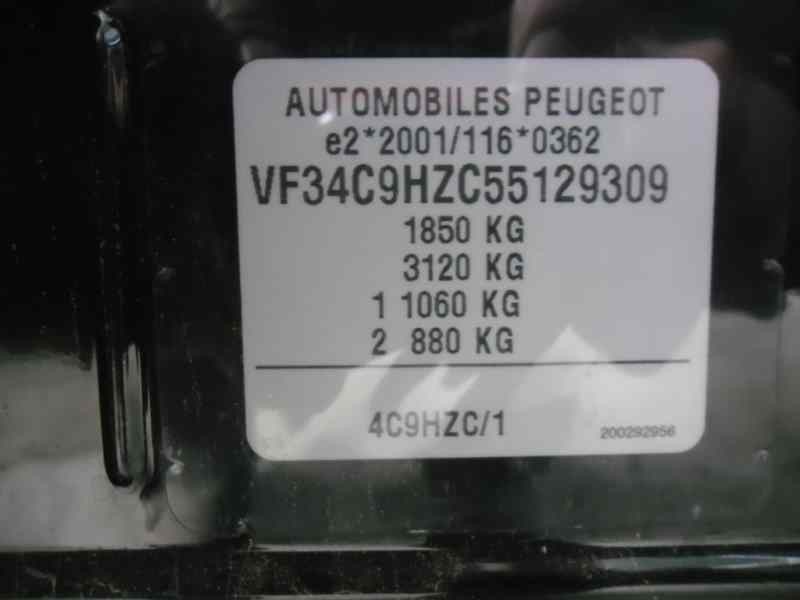 AUTOMOBILES PEUGEOT
e2*2001/116*0362
VF34C9HZC55129309
1850 KG
3120 KG
1 1060 KG
2 880 KG
4C9HZC/1
200292956